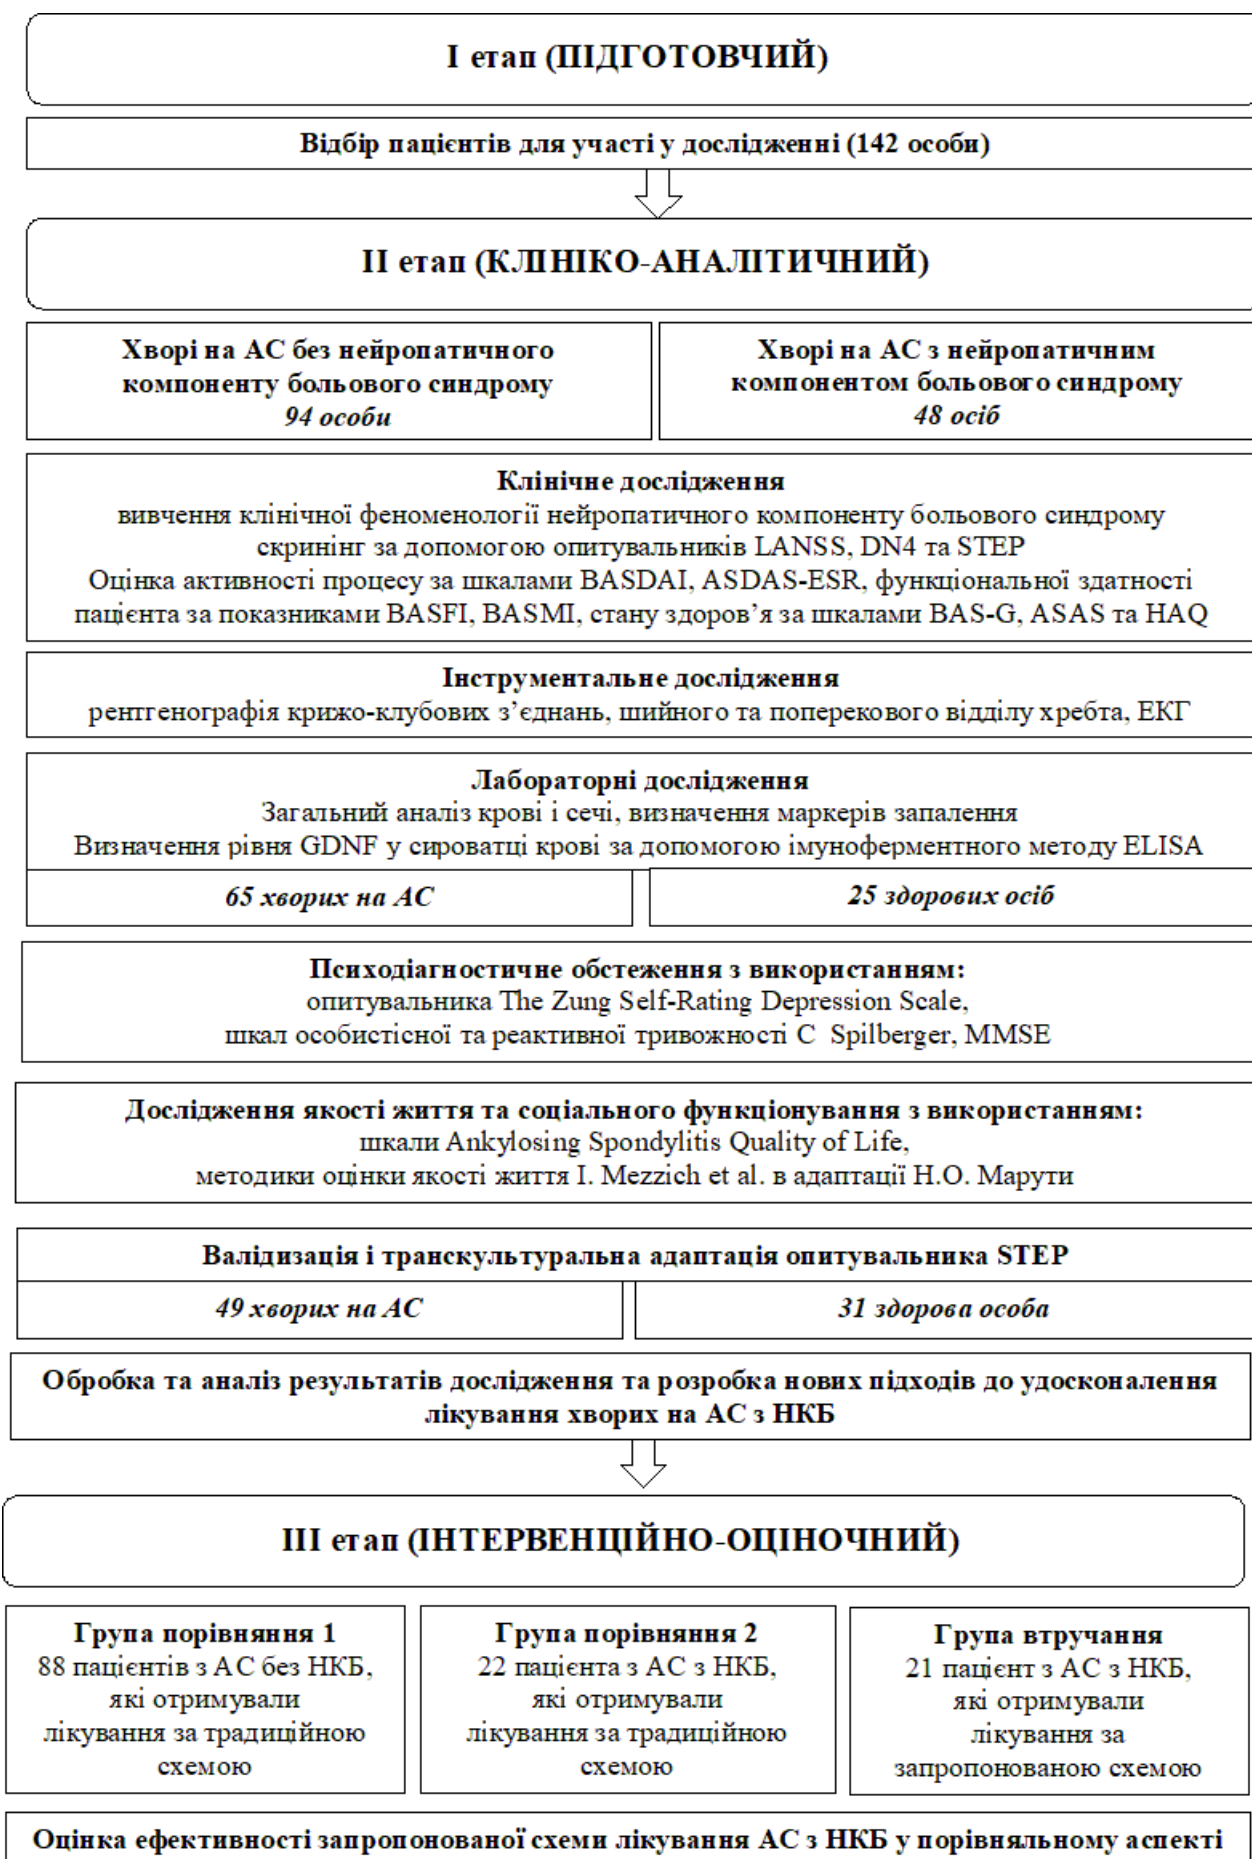 І етап (ПІДГОТОВЧИЙ)
Відбір пацієнтів для участі у дослідженні (142 особи)
ІІ етап (КЛІНІКО-АНАЛІТИЧНИЙ)
Хворі на АС без нейропатичного
компоненту больового синдрому
94 особи
Хворі на АС з нейропатичним
компонентом больового синдрому
48 осіб
Клінічне дослідження
вивчення клінічної феноменології нейропатичного компоненту больового синдрому
скринінг за допомогою опитувальників LANSS, DN4 та STEP
Оцінка активності процесу за шкалами BASDAI, ASDAS-ESR, функціональної здатності
пацієнта за показниками BASFI, BASMI, стану здоров’я за шкалами BAS-G, ASAS та HAQ
Інструментальне дослідження
рентгенографія крижо-клубових з’єднань, шийного та поперекового відділу хребта, ЕКГ
Лабораторні дослідження
Загальний аналіз крові і сечі, визначення маркерів запалення
Визначення рівня GDNF у сироватці крові за допомогою імуноферментного методу ELISA
65 хворих на АС
25 здорових осіб
Психодіагностичне обстеження з використанням:
опитувальника The Zung Self-Rating Depression Scale,
шкал особистісної та реактивної тривожності С Spilberger, MMSE
Дослідження якості життя та соціального функціонування з використанням:
шкали Ankylosing Spondylitis Quality of Life,
методики оцінки якості життя I. Mezzich et al. в адаптації Н.О. Марути
Валідизація і транскультуральна адаптація опитувальника STEP
49 хворих на АС
31 здорова особа
Обробка та аналіз результатів дослідження та розробка нових підходів до удосконалення
лікування хворих на АС з НКБ
ІІІ етап (ІНТЕРВЕНЦІЙНО-ОЦІНОЧНИЙ)
Група порівняння 1
88 пацієнтів з АС без НКБ,
які отримували
лікування за традиційною
схемою
Група порівняння 2
22 пацієнта з АС з НКБ,
які отримували
лікування за традиційною
схемою
Група втручання
21 пацієнт з АС з НКБ,
які отримували
лікування за
запропонованою схемою
Оцінка ефективності запропонованої схеми лікування АС з НКБ у порівняльному аспекті